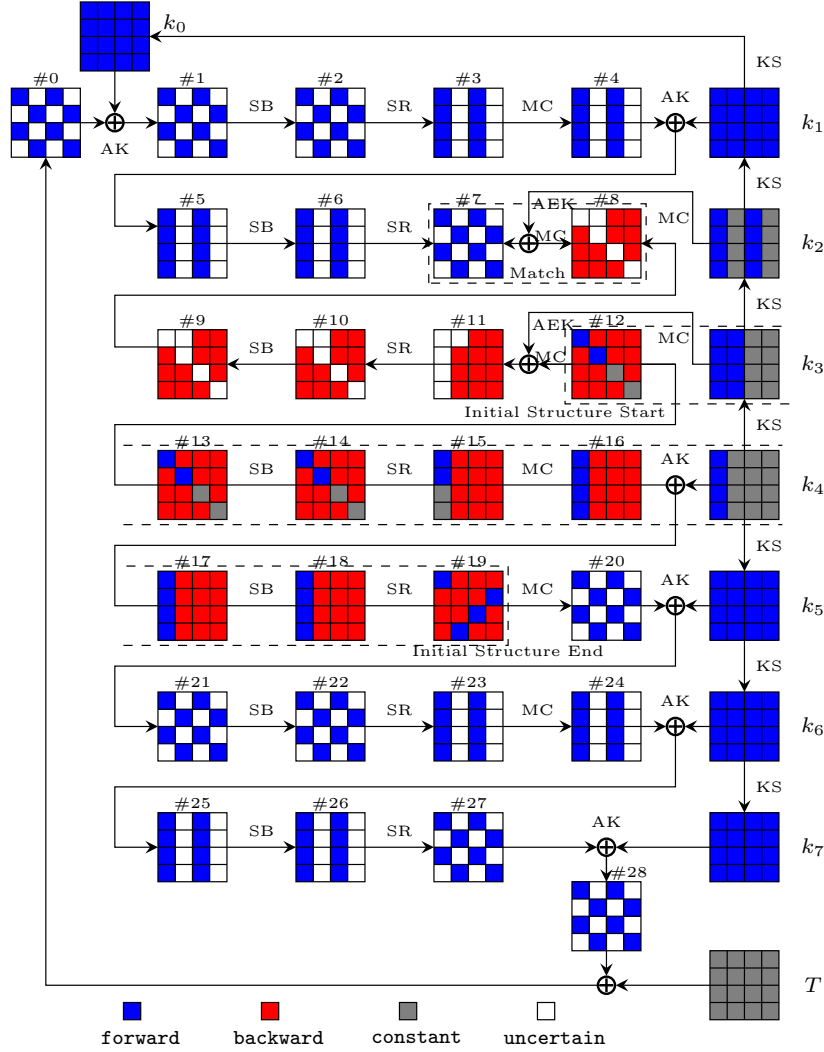 k0
KS
#0 #1 #2 #3 #4
SB SR MC AK
AK
k1
KS
#5 #6 #7 #8
SB SR AEK MC MC
k2
Match
KS
#9 #10 #11 #12
SB SR AEK MC MC
k3
Initial Structure Start
KS
#13 #14 #15 #16
SB SR MC AK
k4
KS
#17 #18 #19 #20
SB SR MC AK
k5
Initial Structure End
KS
#21 #22 #23 #24
SB SR MC AK
k6
KS
#25 #26 #27
SB SR AK
k7
#28
T
forward backward constant uncertain